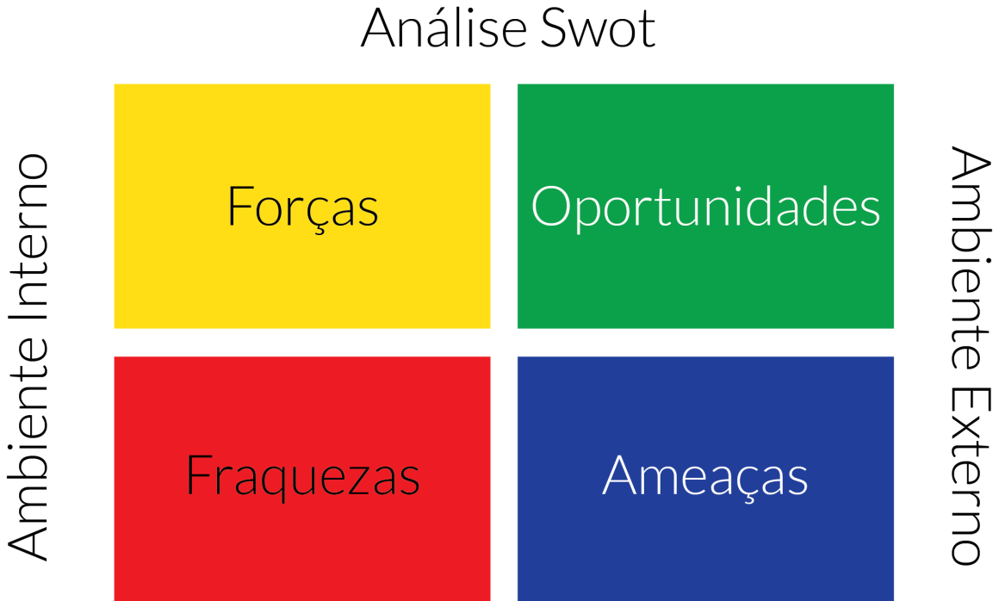 Análise Swot
Ambiente Interno
Forças
Oportunidades
Fraquezas
Ameaças
Ambiente Externo